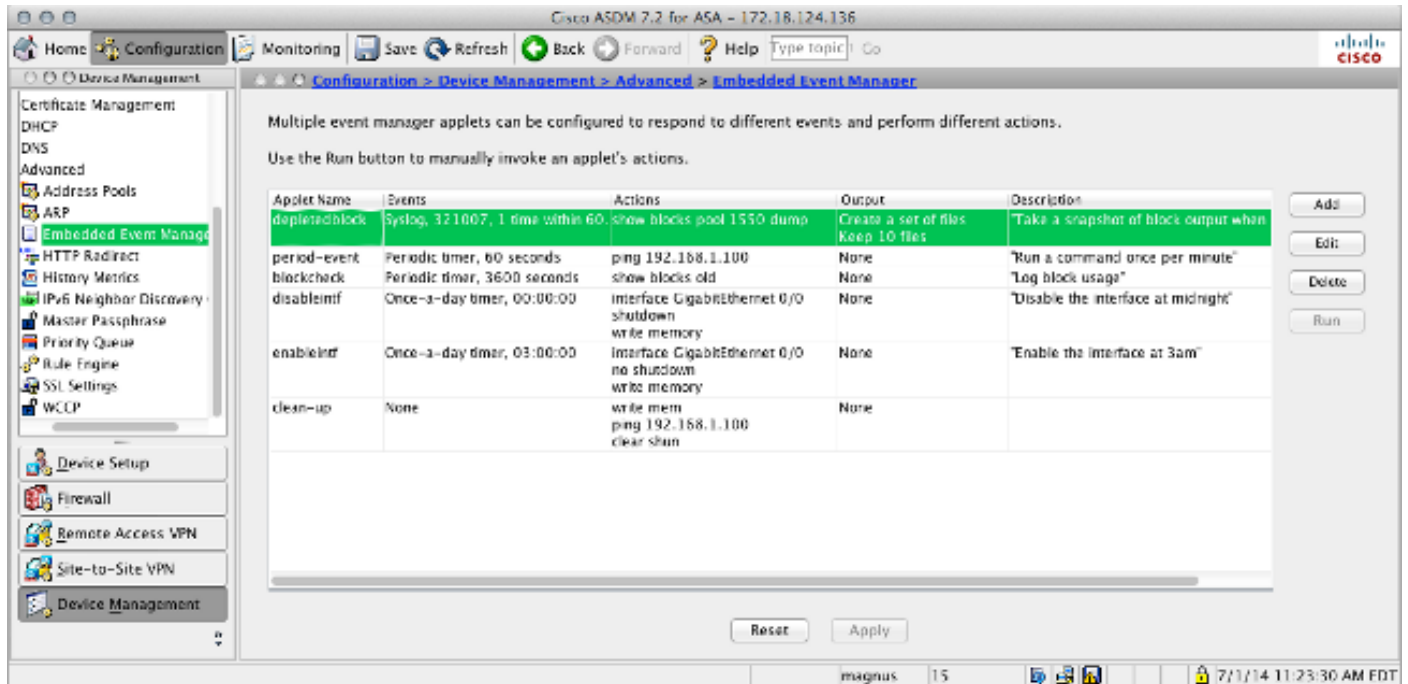 Cisco ASDM 7.2 for ASA – 172.18.124.136
Home Configuration Monitoring Save Refresh Back Forward Help Type topic Go
CISCO
Device Management
Configuration > Device Management > Advanced > Embedded Event Manager
Certificate Management
DHCP
DNS
Advanced
Address Pools
ARP
Embedded Event Manage
HTTP Redirect
History Metrics
IPv6 Neighbor Discovery
Master Passphrase
Priority Queue
Rule Engine
SSL Settings
WCCP
Device Setup
Firewall
Remote Access VPN
Site-to-Site VPN
Device Management
Multiple event manager applets can be configured to respond to different events and perform different actions.
Use the Run button to manually invoke an applet's actions.
Applet Name Events Actions Output Description
depletedblock Syslog, 321007, 1 time within 60. show blocks pool 1550 dump Create a set of files "Take a snapshot of block output when
Keep 10 files
period-event Periodic timer, 60 seconds ping 192.168.1.100 None "Run a command once per minute"
blockcheck Periodic timer, 3600 seconds show blocks old None "Log block usage"
disableintf Once-a-day timer, 00:00:00 interface GigabitEthernet 0/0 None "Disable the interface at midnight"
shutdown
write memory
enableintf Once-a-day timer, 03:00:00 interface GigabitEthernet 0/0 None "Enable the interface at 3am"
no shutdown
write memory
clean-up None write mem None
ping 192.168.1.100
clear shun
Add
Edit
Delete
Run
Reset Apply
magnus 15 7/1/14 11:23:30 AM EDT